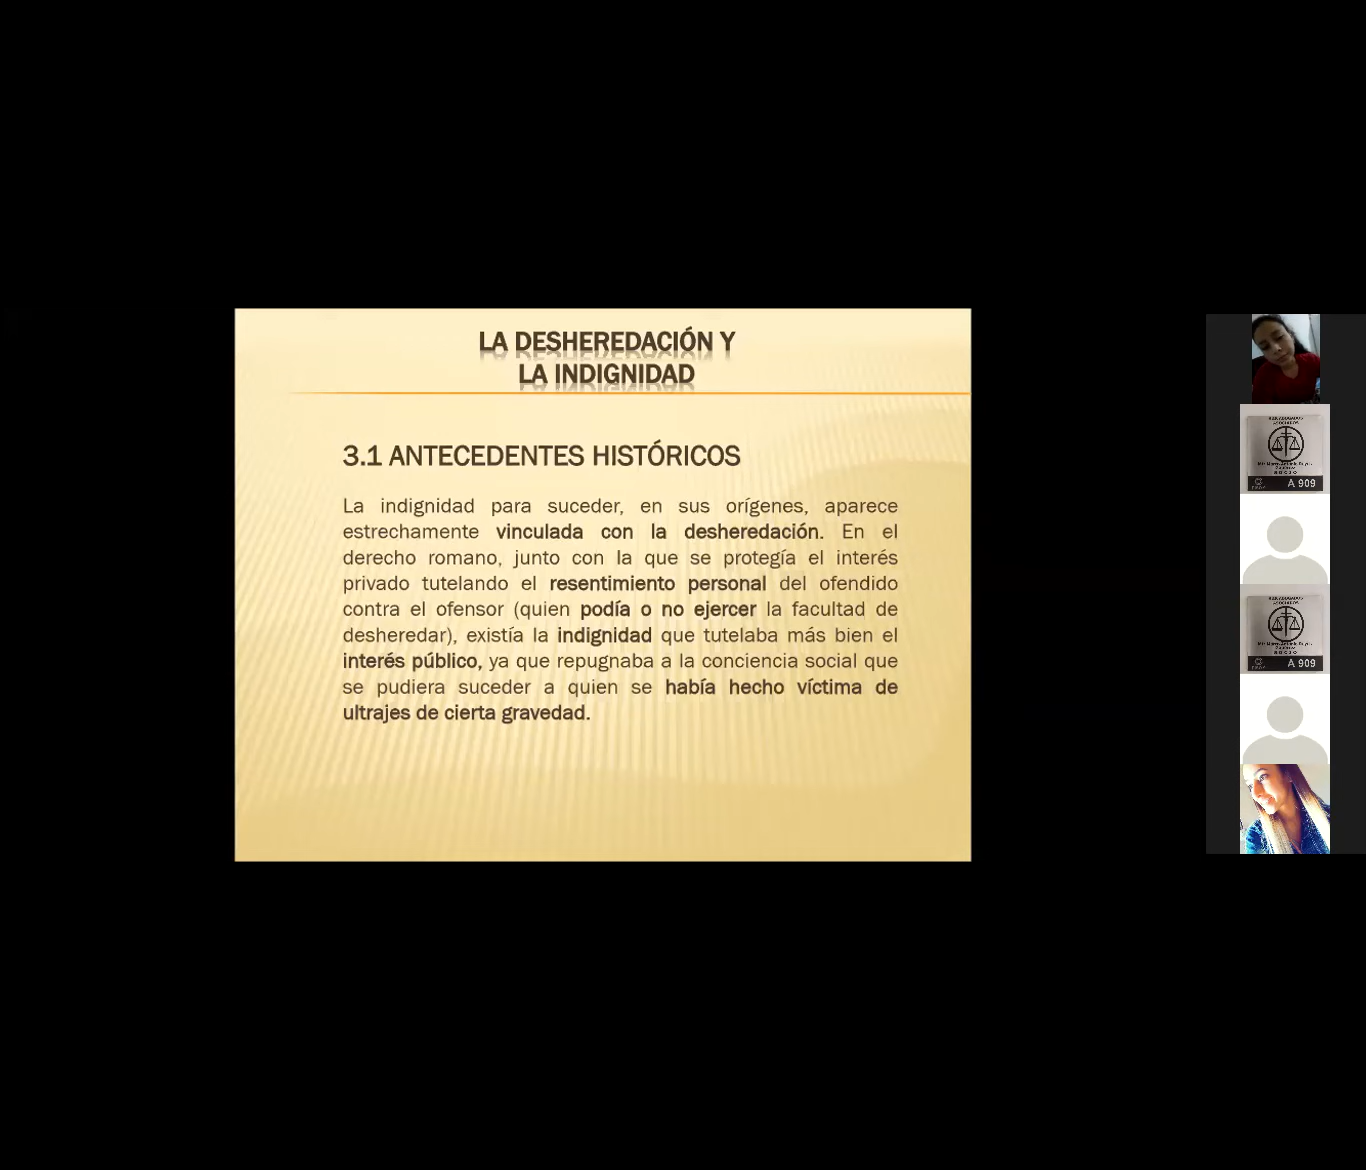 LA DESHEREDACIÓN Y
LA INDIGNIDAD
3.1 ANTECEDENTES HISTÓRICOS
La indignidad para suceder, en sus orígenes, aparece
estrechamente vinculada con la desheredación. En el
derecho romano, junto con la que se protegía el interés
privado tutelando el resentimiento personal del ofendido
contra el ofensor (quien podía o no ejercer la facultad de
desheredar), existía la indignidad que tutelaba más bien el
interés público, ya que repugnaba a la conciencia social que
se pudiera suceder a quien se había hecho víctima de
ultrajes de cierta gravedad.
ABOGADOS
ASOCIADOS
A 909
ABOGADOS
ASOCIADOS
A 909